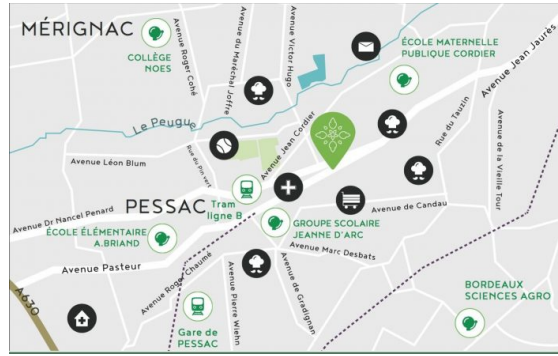 MÉRIGNAC
COLLÈGE
NOES
Avenue Roger Cohé
Avenue du Maréchal Joffre
Avenue Victor Hugo
ÉCOLE MATERNELLE
PUBLIQUE CORDIER
Avenue Jean Jaurès
Le Peugue
Avenue Léon Blum
Rue du Pin vert
Avenue Jean Cordier
Rue du Tauzin
Avenue de la Vieille Tour
PESSAC
Tram
ligne B
Avenue Dr Nancel Penard
ÉCOLE ÉLÉMENTAIRE
A.BRIAND
GROUPE SCOLAIRE
JEANNE D'ARC
Avenue de Candau
Avenue Marc Desbats
Avenue Pasteur
Avenue Roger Chaumé
Avenue Pierre Wiehn
Avenue de Gradignan
A630
Gare de
PESSAC
BORDEAUX
SCIENCES AGRO